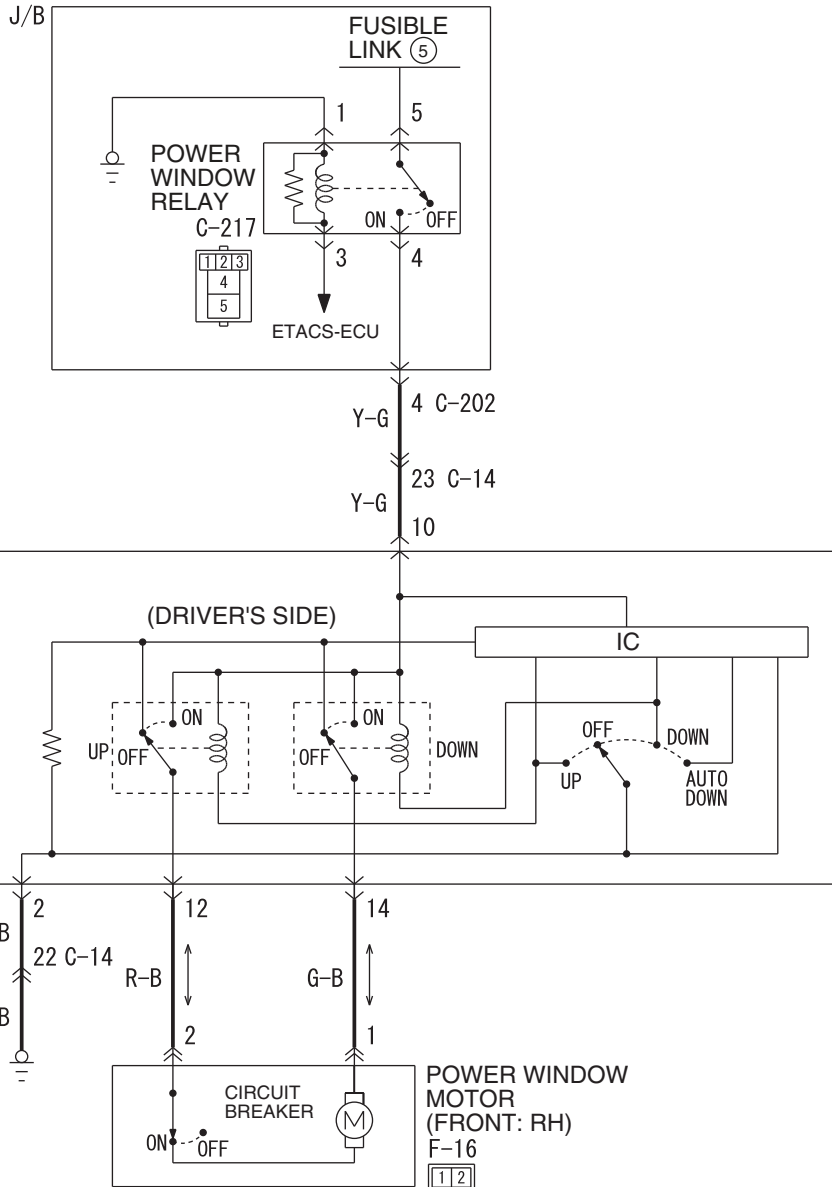 J/B
FUSIBLE
LINK ⑤
1
5
POWER
WINDOW
RELAY
C-217
1 2 3
4
5
ON
OFF
3
4
ETACS-ECU
4 C-202
Y-G
23 C-14
Y-G
10
(DRIVER'S SIDE)
IC
UP
OFF
ON
OFF
ON
DOWN
OFF
DOWN
UP
AUTO
DOWN
2
12
14
B
22 C-14
R-B
G-B
B
2
1
CIRCUIT
BREAKER
M
ON
OFF
POWER WINDOW
MOTOR
(FRONT: RH)
F-16
1 2